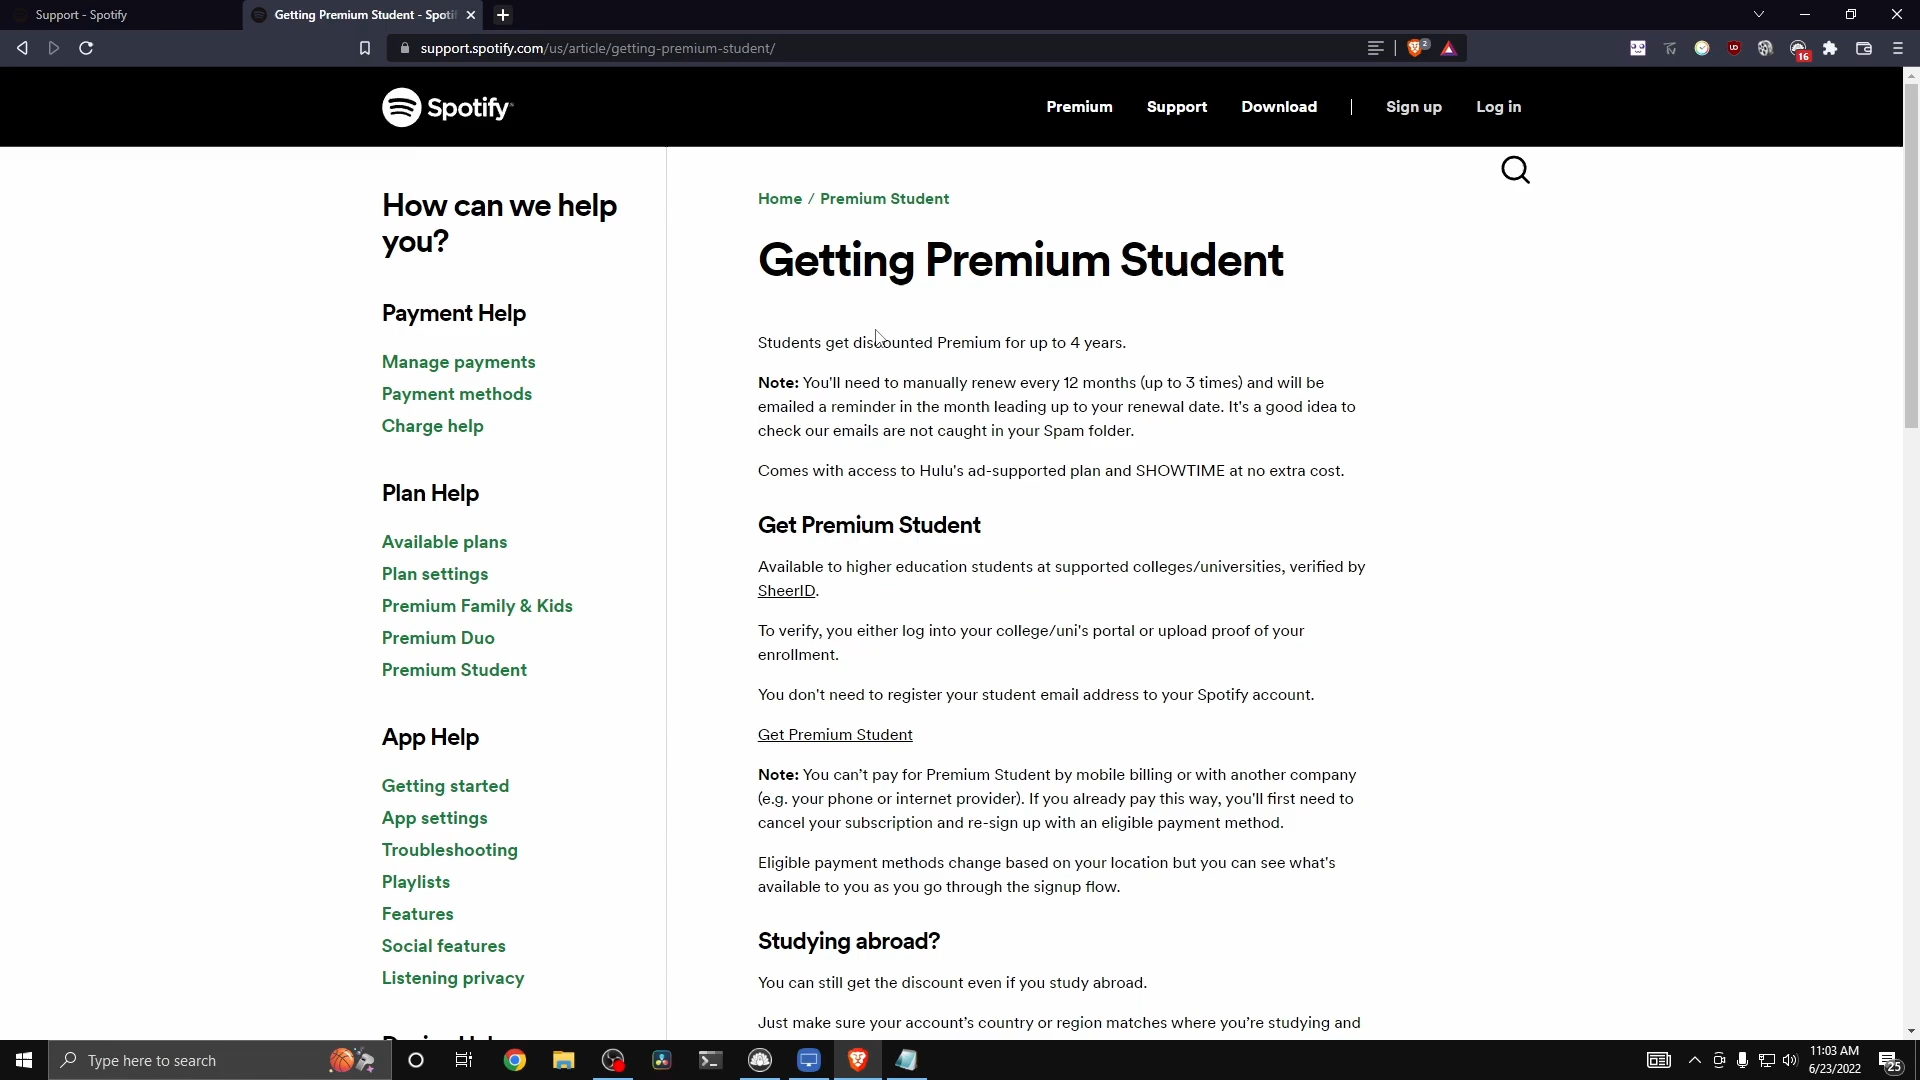 Support - Spotify
Getting Premium Student - Spotif
support.spotify.com/us/article/getting-premium-student/
2
16
Spotify
Premium
Support
Download
Sign up
Log in
How can we help
you?
Payment Help
Manage payments
Payment methods
Charge help
Plan Help
Available plans
Plan settings
Premium Family & Kids
Premium Duo
Premium Student
App Help
Getting started
App settings
Troubleshooting
Playlists
Features
Social features
Listening privacy
Home / Premium Student
Getting Premium Student
Students get discounted Premium for up to 4 years.
Note: You'll need to manually renew every 12 months (up to 3 times) and will be
emailed a reminder in the month leading up to your renewal date. It's a good idea to
check our emails are not caught in your Spam folder.
Comes with access to Hulu's ad-supported plan and SHOWTIME at no extra cost.
Get Premium Student
Available to higher education students at supported colleges/universities, verified by
SheerID.
To verify, you either log into your college/uni's portal or upload proof of your
enrollment.
You don't need to register your student email address to your Spotify account.
Get Premium Student
Note: You can’t pay for Premium Student by mobile billing or with another company
(e.g. your phone or internet provider). If you already pay this way, you'll first need to
cancel your subscription and re-sign up with an eligible payment method.
Eligible payment methods change based on your location but you can see what's
available to you as you go through the signup flow.
Studying abroad?
You can still get the discount even if you study abroad.
Just make sure your account’s country or region matches where you’re studying and
Type here to search
11:03 AM
6/23/2022
25